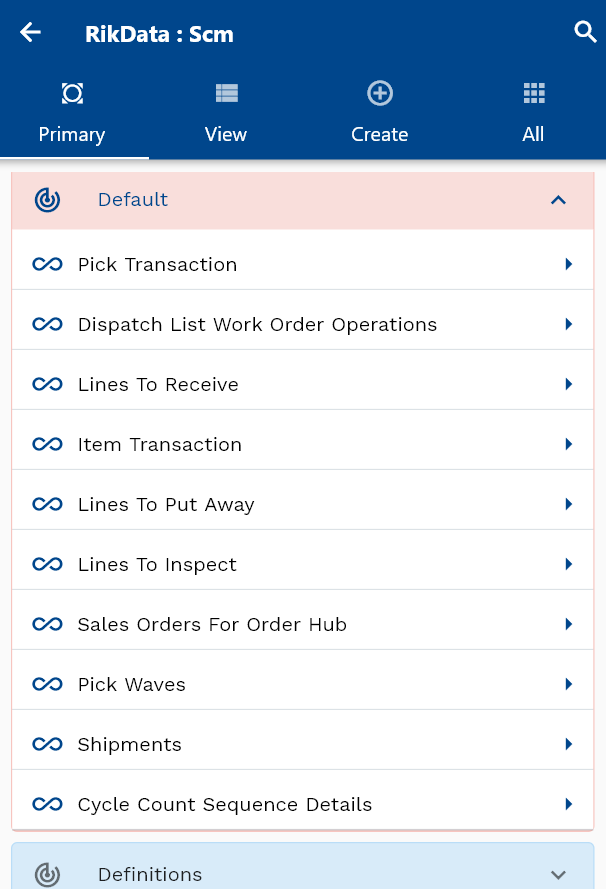 RikData : Scm
Primary
View
Create
All
Default
Pick Transaction
Dispatch List Work Order Operations
Lines To Receive
Item Transaction
Lines To Put Away
Lines To Inspect
Sales Orders For Order Hub
Pick Waves
Shipments
Cycle Count Sequence Details
Definitions